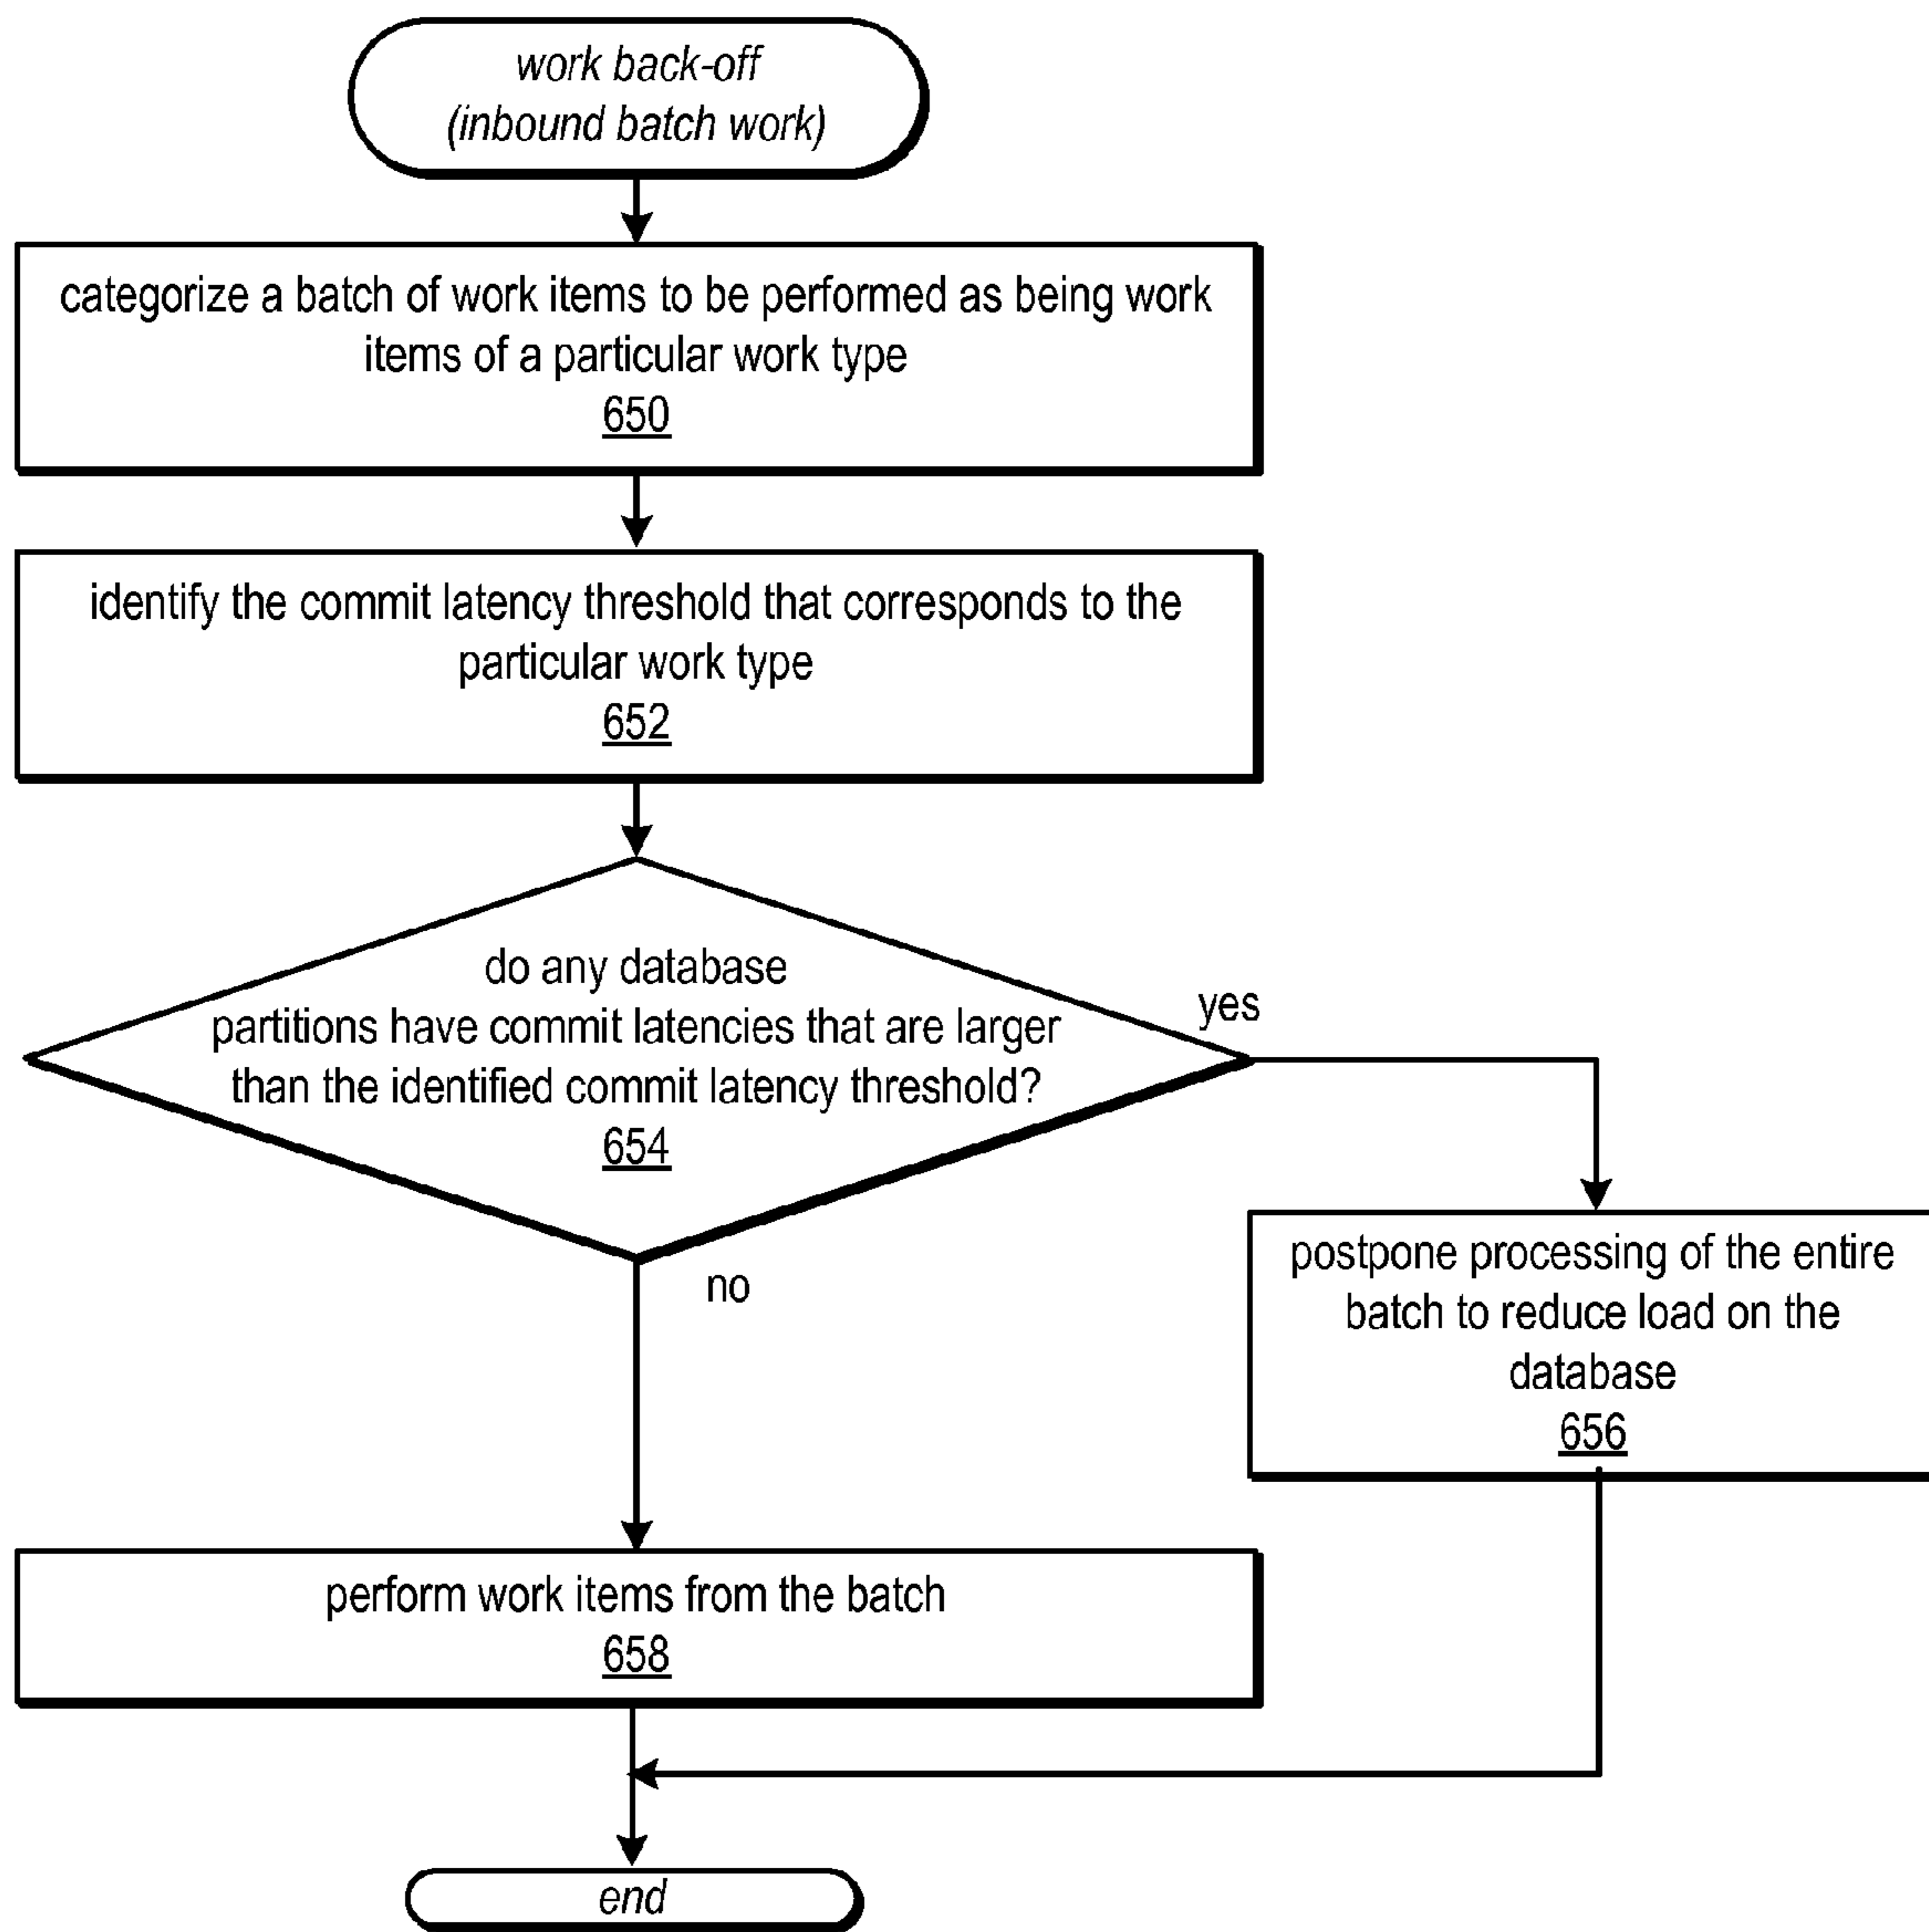 work back-off
(inbound batch work)
categorize a batch of work items to be performed as being work
items of a particular work type
650
identify the commit latency threshold that corresponds to the
particular work type
652
do any database
partitions have commit latencies that are larger
than the identified commit latency threshold?
654
yes
no
postpone processing of the entire
batch to reduce load on the
database
656
perform work items from the batch
658
end